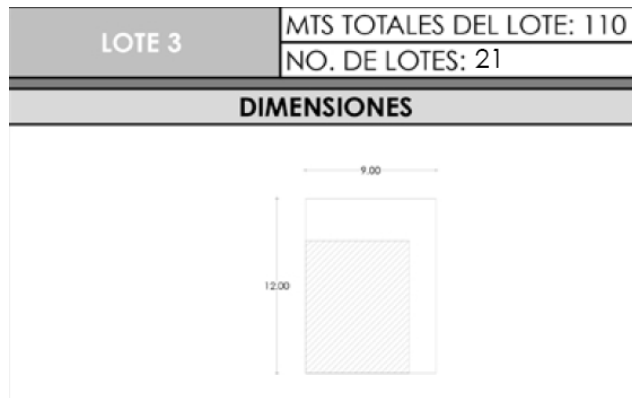 LOTE 3
MTS TOTALES DEL LOTE: 110
NO. DE LOTES: 21
DIMENSIONES
9.00
12.00